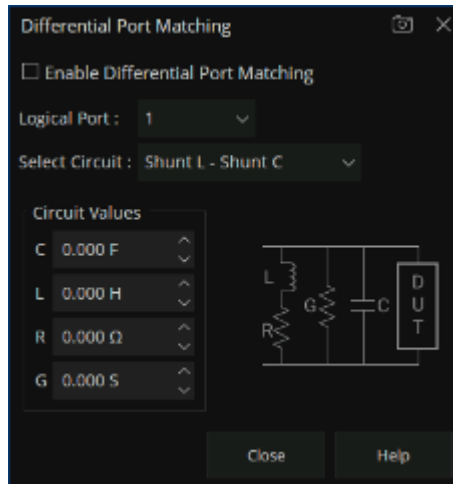 Differential Port Matching
Enable Differential Port Matching
Logical Port : 1
Select Circuit : Shunt L - Shunt C
Circuit Values
C 0.000 F
L 0.000 H
R 0.000 Ω
G 0.000 S
L
R
G
C
DUT
Close Help